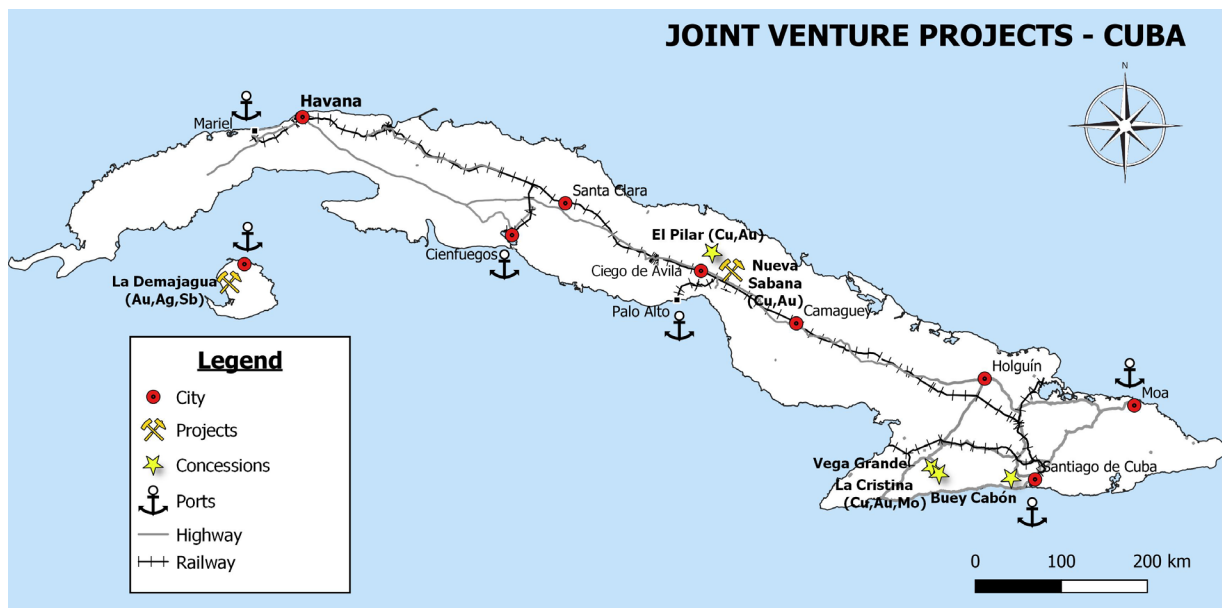 JOINT VENTURE PROJECTS - CUBA
N
Havana
Mariel
Santa Clara
El Pilar (Cu,Au)
Cienfuegos
Ciego de Ávila
Nueva
Sabana
(Cu,Au)
La Demajagua
(Au,Ag,Sb)
Palo Alto
Camaguey
Holguín
Moa
Vega Grande
La Cristina
(Cu,Au,Mo)
Buey Cabón
Santiago de Cuba
Legend
City
Projects
Concessions
Ports
Highway
Railway
0 100 200 km